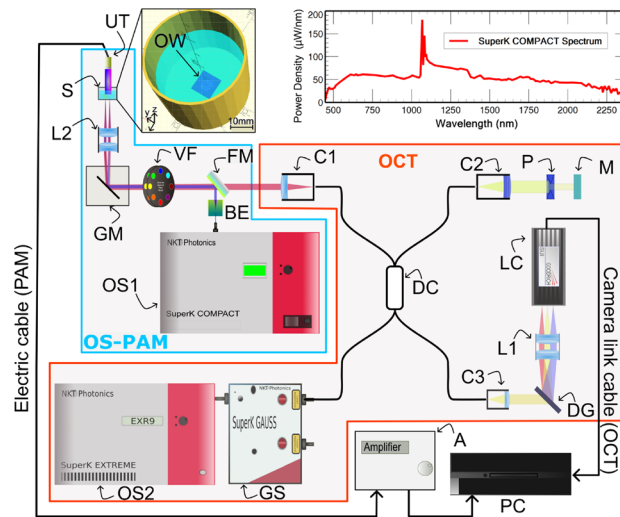 UT
OW
S
L2
VF
FM
GM
BE
10mm
y z
x
Power Density (µW/nm)
200
150
100
50
0
SuperK COMPACT Spectrum
500
750
1000
1250
1500
1750
2000
2250
Wavelength (nm)
OCT
C1
C2
P
M
LC
DC
L1
C3
DG
NKT Photonics
OS1
SuperK COMPACT
OS-PAM
Electric cable (PAM)
Camera link cable (OCT)
NKT Photonics
EXR9
SuperK EXTREME
OS2
NKT Photonics
SuperK GAUSS
GS
Amplifier
A
PC